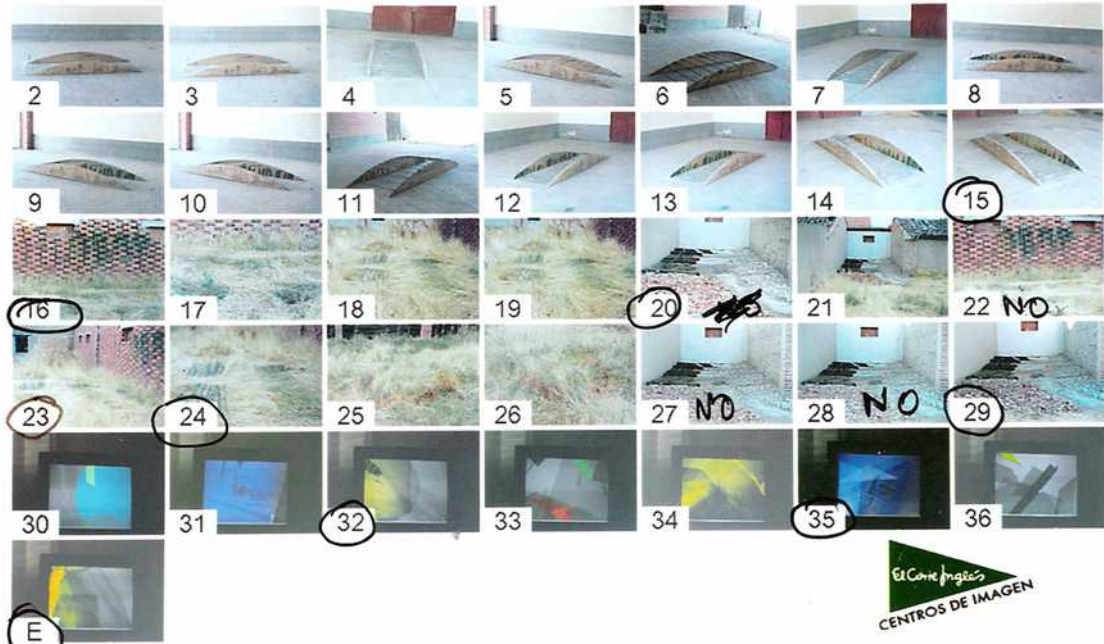 2 3 4 5 6 7 8
9 10 11 12 13 14 15
16 17 18 19 20 21 22 NO
23 24 25 26 27 NO 28 NO 29
30 31 32 33 34 35 36
E
El Corte Inglés
CENTROS DE IMAGEN